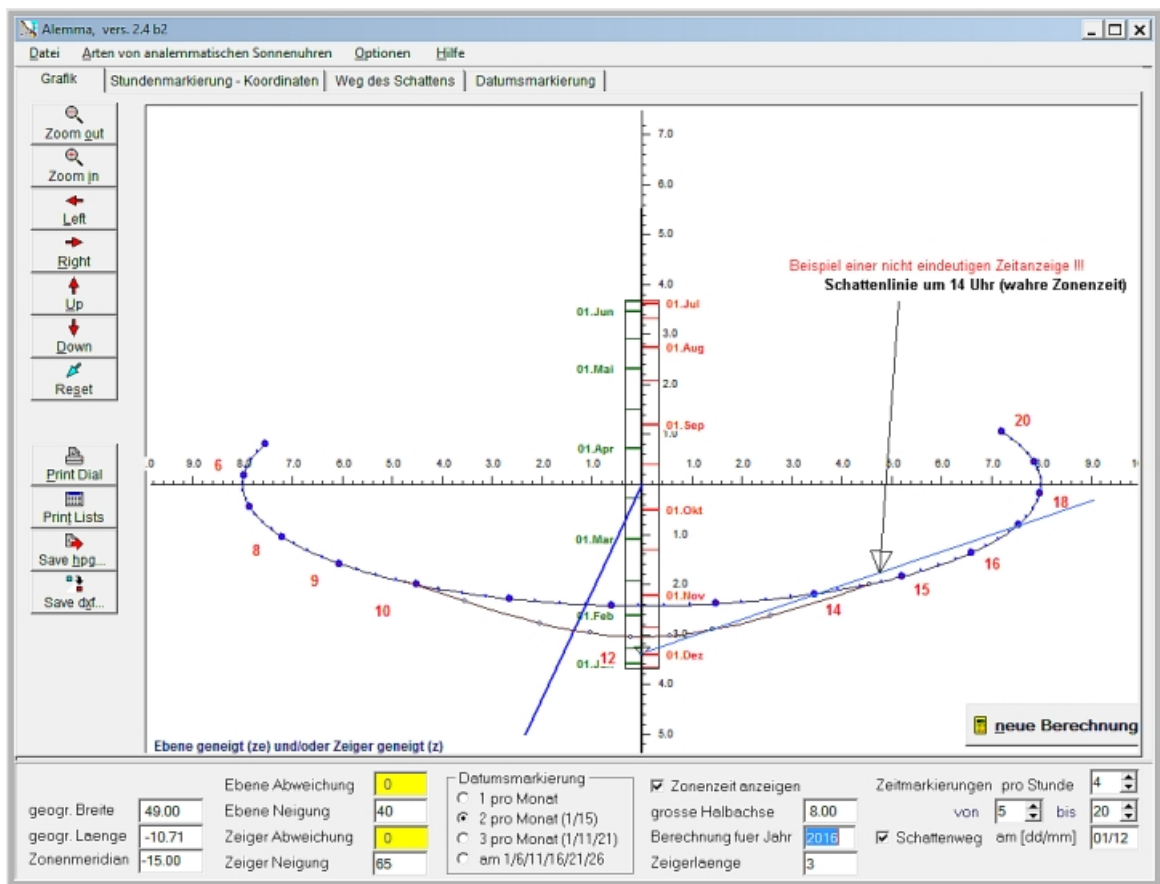 Alemma, vers. 2.4 b2
Datei Arten von analemmatischen Sonnenuhren Optionen Hilfe
Grafik Stundenmarkierung - Koordinaten Weg des Schattens Datumsmarkierung
Zoom out
Zoom in
Left
Right
Up
Down
Reset
Print Dial
Print Lists
Save hpg...
Save dxf...
7.0
6.0
5.0
Beispiel einer nicht eindeutigen Zeitanzeige !!!
4.0
Schattenlinie um 14 Uhr (wahre Zonenzeit)
01.Jul
01.Jun
3.0
01.Aug
01.Mai
2.0
20
01.Sep
1.0
01.Apr
.0 9.0 6 8.0 7.0 6.0 5.0 4.0 3.0 2.0 1.0 1.0 2.0 3.0 4.0 5.0 6.0 7.0 8.0 9.0 10
18
01.Okt
1.0
01.Mar
8
16
9
2.0
15
01.Nov
10
14
01.Feb
3.0
12
01.Dez
01.J
4.0
neue Berechnung
5.0
Ebene geneigt (ze) und/oder Zeiger geneigt (z)
geogr. Breite 49.00
geogr. Laenge -10.71
Zonenmeridian -15.00
Ebene Abweichung 0
Ebene Neigung 40
Zeiger Abweichung 0
Zeiger Neigung 65
Datumsmarkierung
1 pro Monat
2 pro Monat (1/15)
3 pro Monat (1/11/21)
am 1/6/11/16/21/26
Zonenzeit anzeigen
grosse Halbachse 8.00
Berechnung fuer Jahr 2016
Zeigerlaenge 3
Zeitmarkierungen pro Stunde 4
von 5 bis 20
Schattenweg am [dd/mm] 01/12